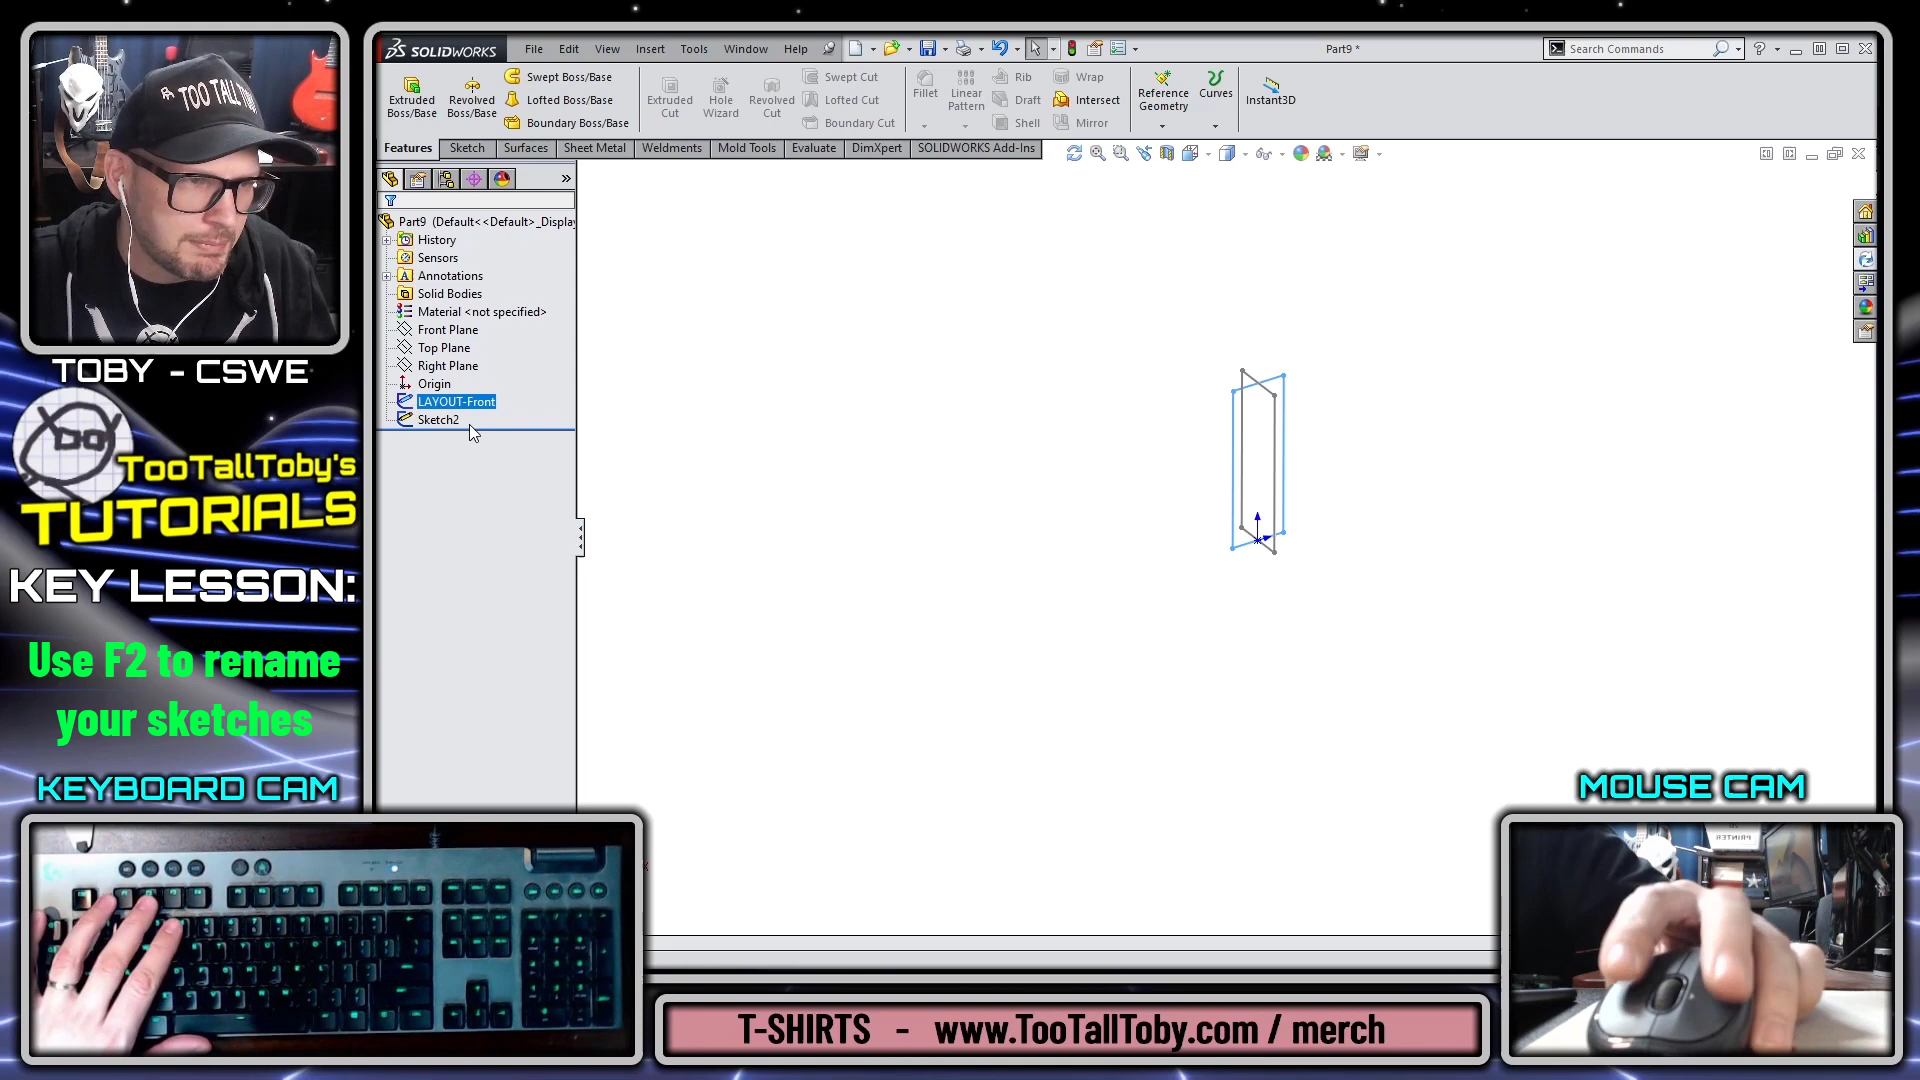 TOO TALL TOBY
TOBY - CSWE
TooTallToby's
TUTORIALS
KEY LESSON:
Use F2 to rename
your sketches
KEYBOARD CAM
SOLIDWORKS
File Edit View Insert Tools Window Help
Part9 *
Search Commands
Extruded Boss/Base
Revolved Boss/Base
Swept Boss/Base
Lofted Boss/Base
Boundary Boss/Base
Extruded Cut
Hole Wizard
Revolved Cut
Swept Cut
Lofted Cut
Boundary Cut
Fillet
Linear Pattern
Rib
Draft
Shell
Wrap
Intersect
Mirror
Reference Geometry
Curves
Instant3D
Features Sketch Surfaces Sheet Metal Weldments Mold Tools Evaluate DimXpert SOLIDWORKS Add-Ins
Part9 (Default<<Default>_Display
History
Sensors
Annotations
Solid Bodies
Material <not specified>
Front Plane
Top Plane
Right Plane
Origin
LAYOUT-Front
Sketch2
MOUSE CAM
T-SHIRTS - www.TooTallToby.com / merch